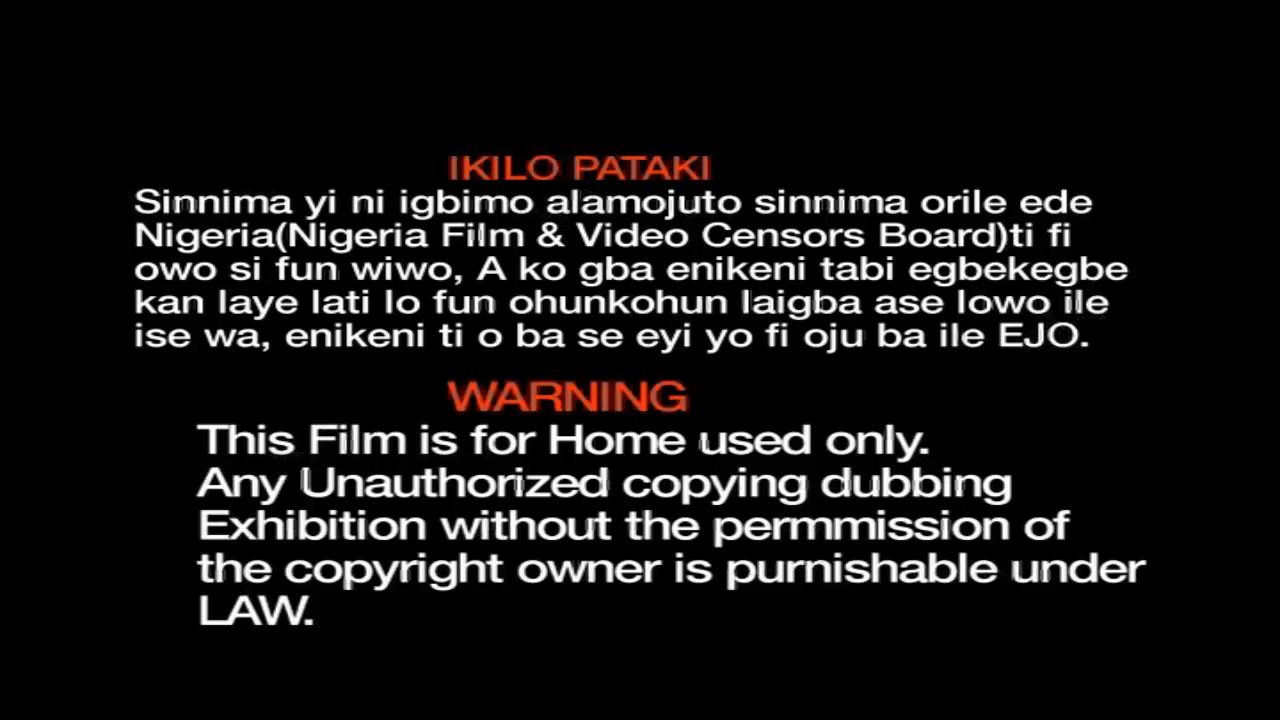 IKILO PATAKI
Sinnima yi ni igbimo alamojuto sinnima orile ede
Nigeria(Nigeria Film & Video Censors Board)ti fi
owo si fun wiwo, A ko gba enikeni tabi egbekegbe
kan laye lati lo fun ohunkohun laigba ase lowo ile
ise wa, enikeni ti o ba se eyi yo fi oju ba ile EJO.
WARNING
This Film is for Home used only.
Any Unauthorized copying dubbing
Exhibition without the permmission of
the copyright owner is purnishable under
LAW.